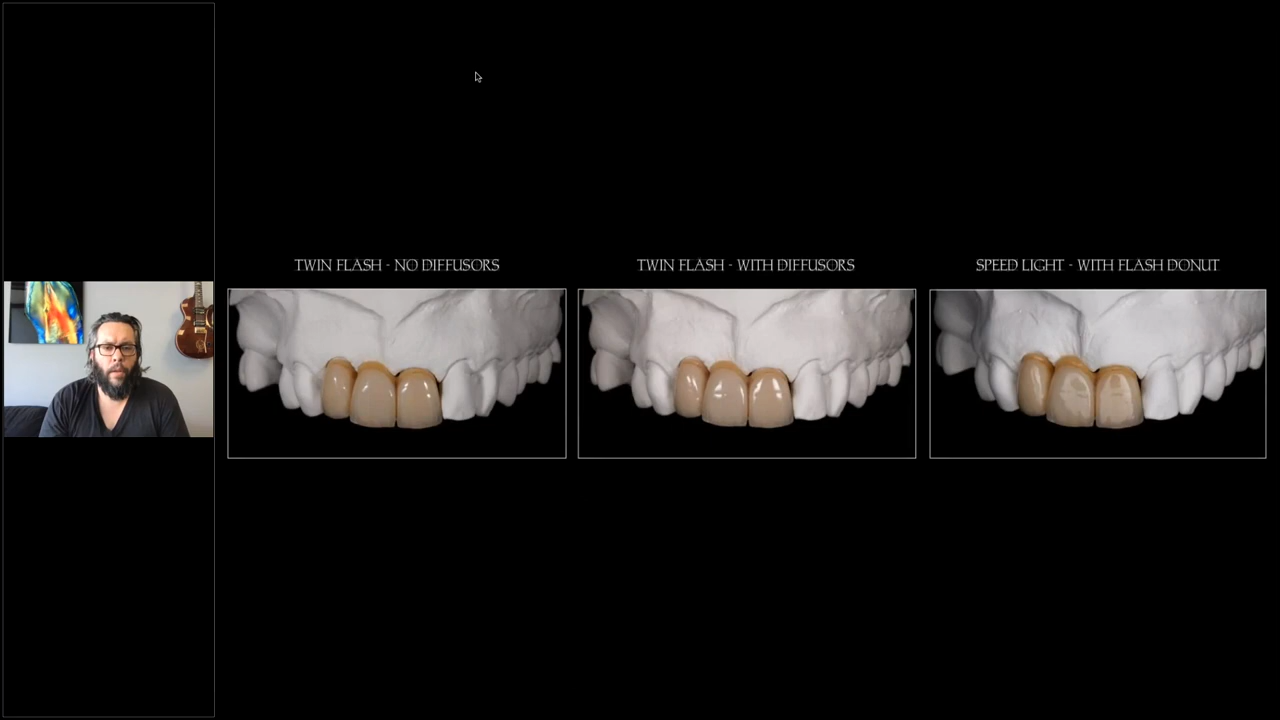 TWIN FLASH - NO DIFFUSORS
TWIN FLASH - WITH DIFFUSORS
SPEED LIGHT - WITH FLASH DONUT